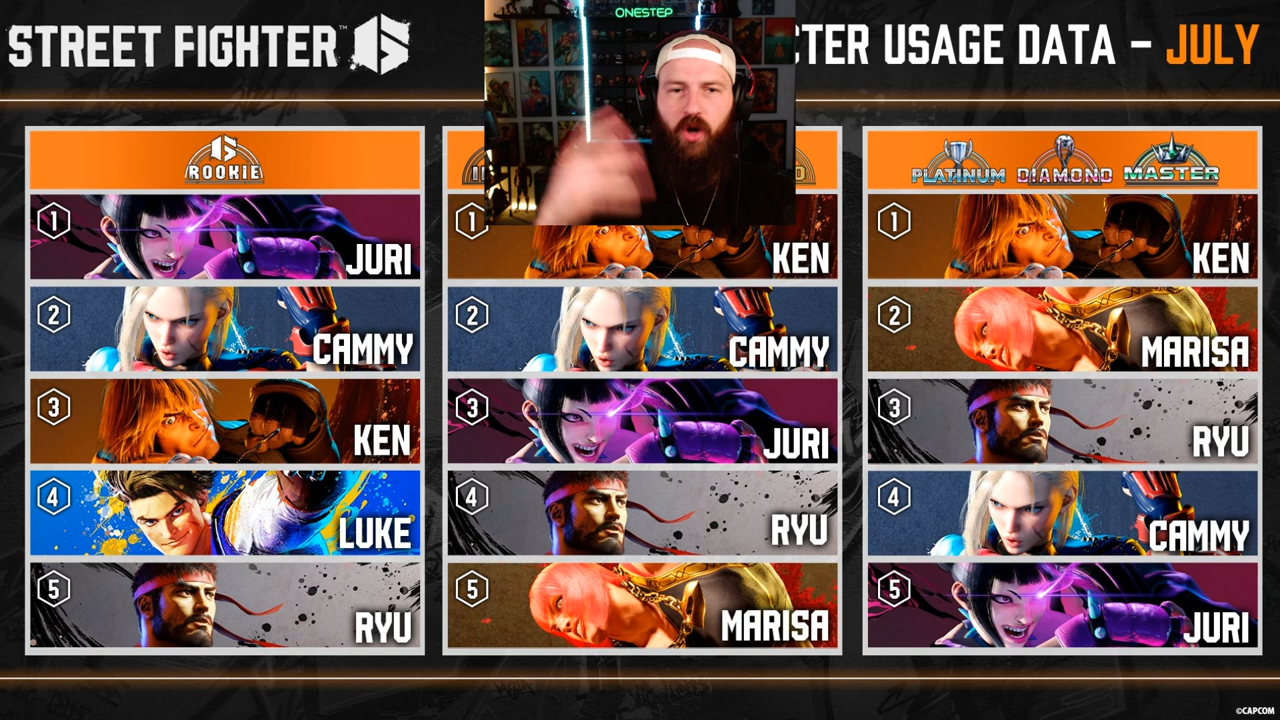 STREET FIGHTER™ 6
ONESTEP
CTER USAGE DATA – JULY
6
ROOKIE
1
JURI
2
CAMMY
3
KEN
4
LUKE
5
RYU
1
KEN
2
CAMMY
3
JURI
4
RYU
5
MARISA
PLATINUM DIAMOND MASTER
1
KEN
2
MARISA
3
RYU
4
CAMMY
5
JURI
©CAPCOM